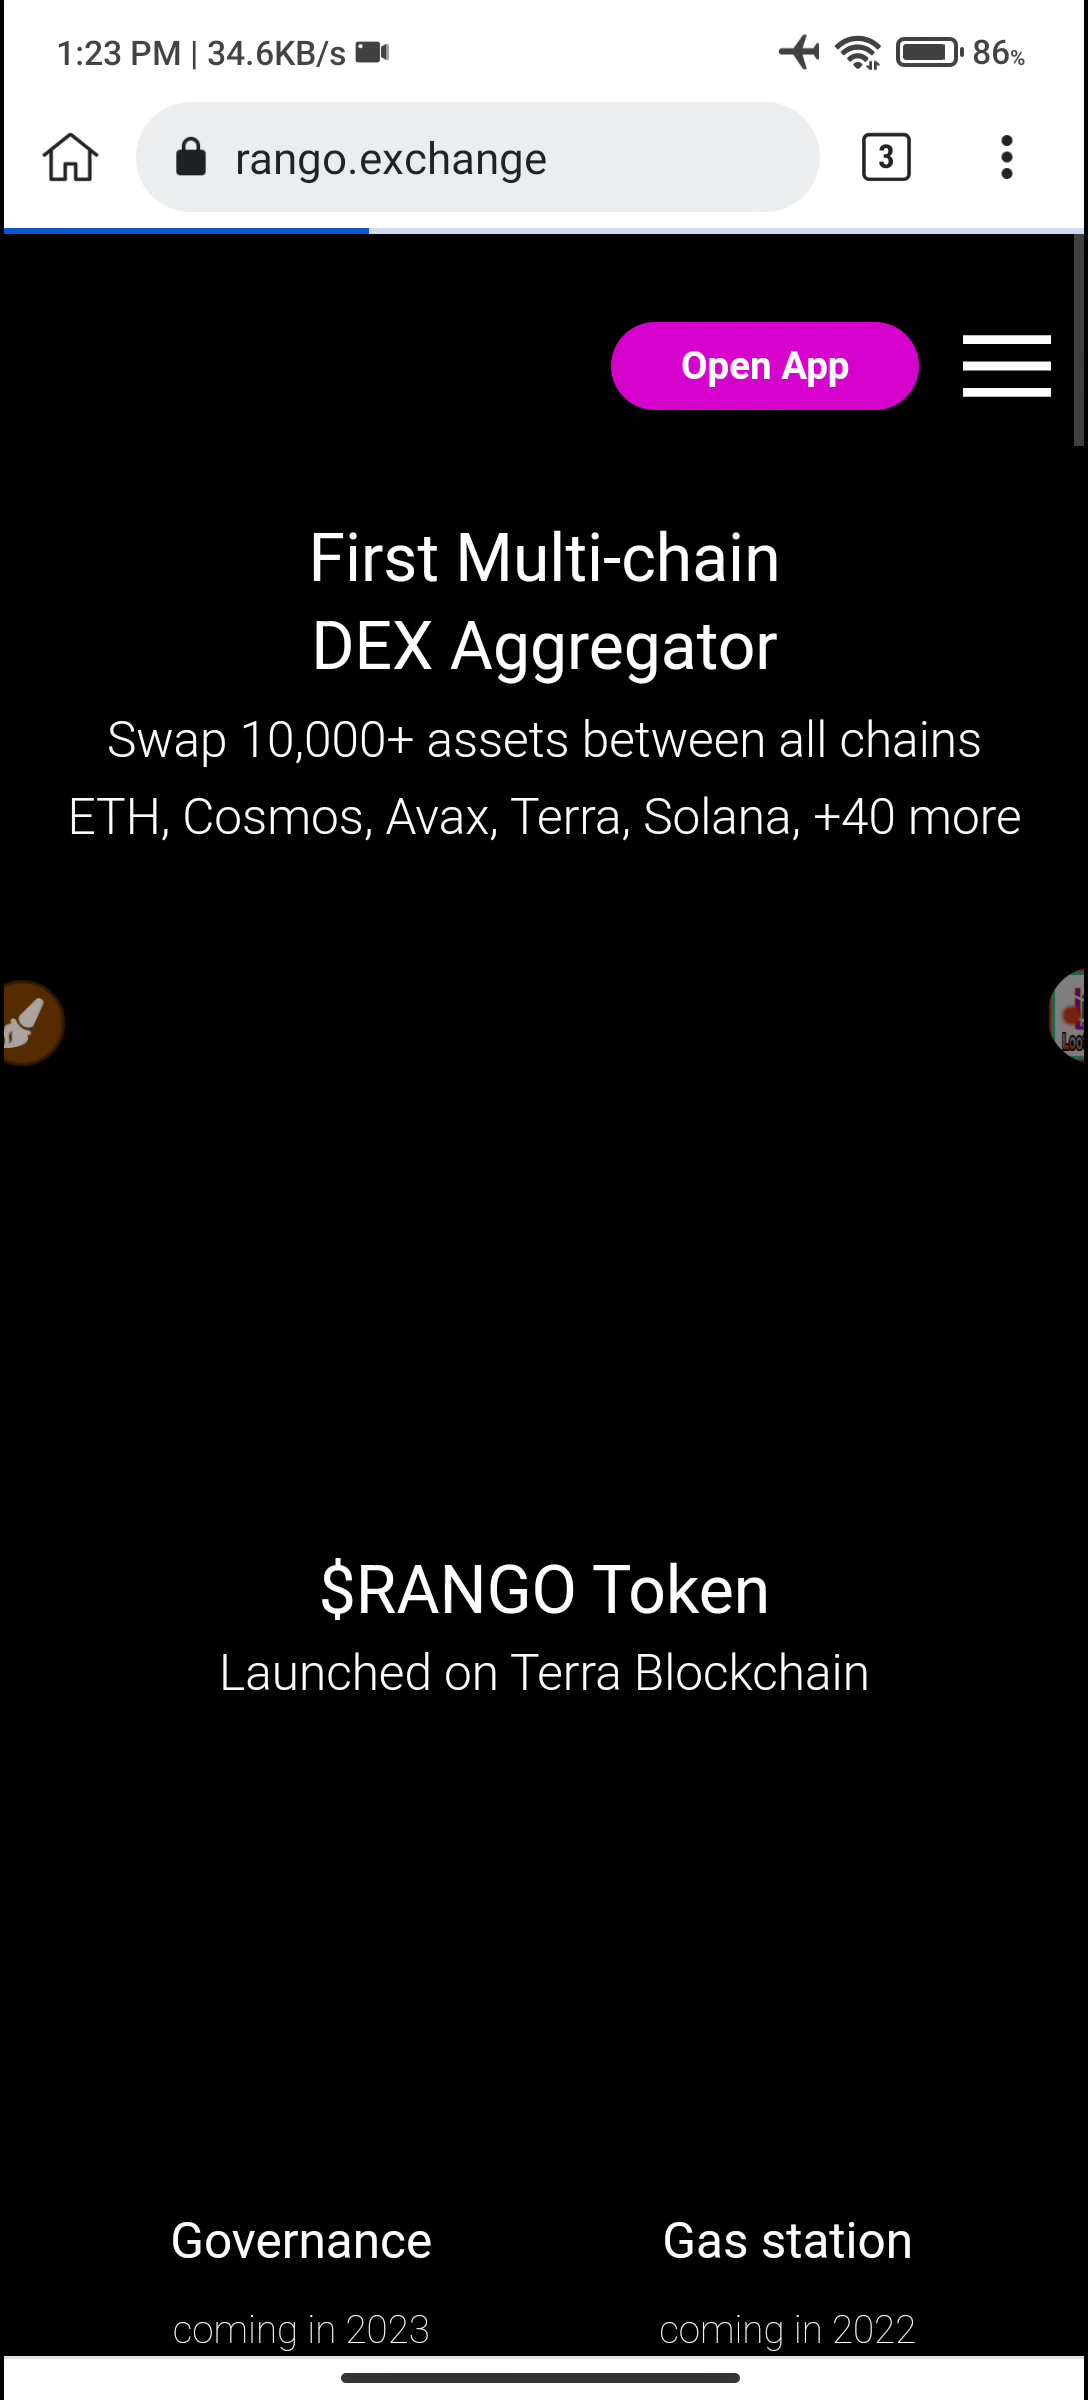 1:23 PM | 34.6KB/s 86%
rango.exchange 3
Open App
First Multi-chain
DEX Aggregator
Swap 10,000+ assets between all chains
ETH, Cosmos, Avax, Terra, Solana, +40 more
$RANGO Token
Launched on Terra Blockchain
Governance Gas station
coming in 2023 coming in 2022